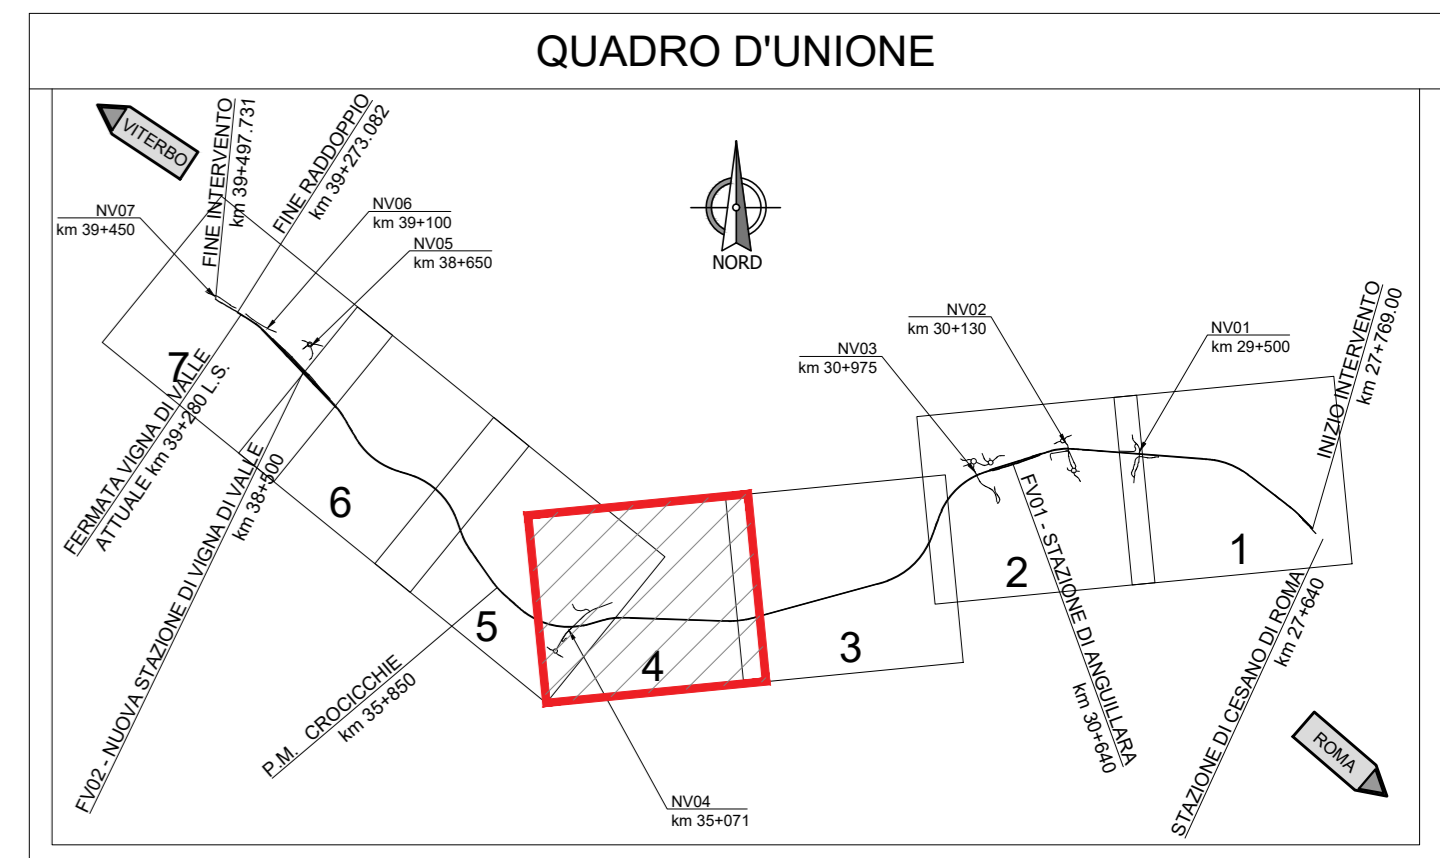 QUADRO D'UNIONE
VITERBO
FINE INTERVENTO
km 39+497.731
FINE RADDOPPIO
km 39+273.082
NV07
km 39+450
NV06
km 39+100
NV05
km 38+650
NORD
NV02
km 30+130
NV01
km 29+500
NV03
km 30+975
INIZIO INTERVENTO
km 27+769.00
7
FERMATA VIGNA DI VALLE
ATTUALE km 39+280 L.S.
6
FV02 - NUOVA STAZIONE DI VIGNA DI VALLE
km 38+500
5
P.M. CROCICCHIE
km 35+850
4
3
2
1
FV01 - STAZIONE DI ANGUILLARA
km 30+640
STAZIONE DI CESANO DI ROMA
km 27+640
ROMA
NV04
km 35+071